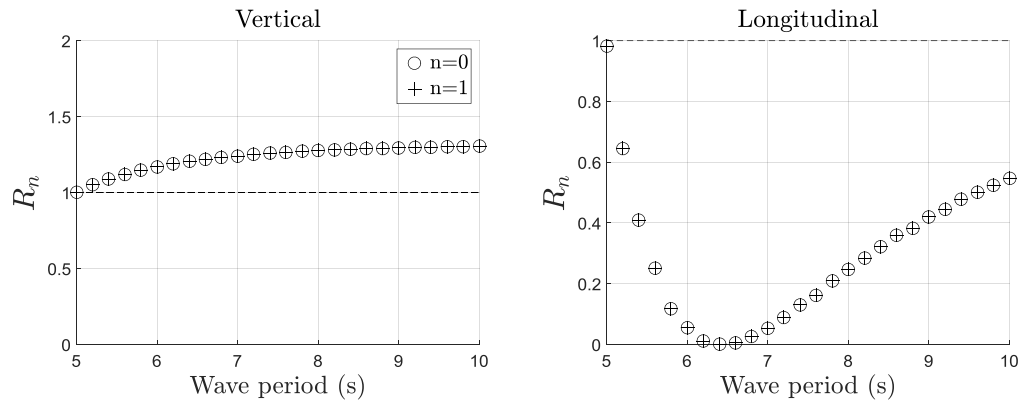 Vertical
2
1.5
1
0.5
0
5 6 7 8 9 10
R_n
Wave period (s)
n=0
n=1
Longitudinal
1
0.8
0.6
0.4
0.2
0
5 6 7 8 9 10
R_n
Wave period (s)